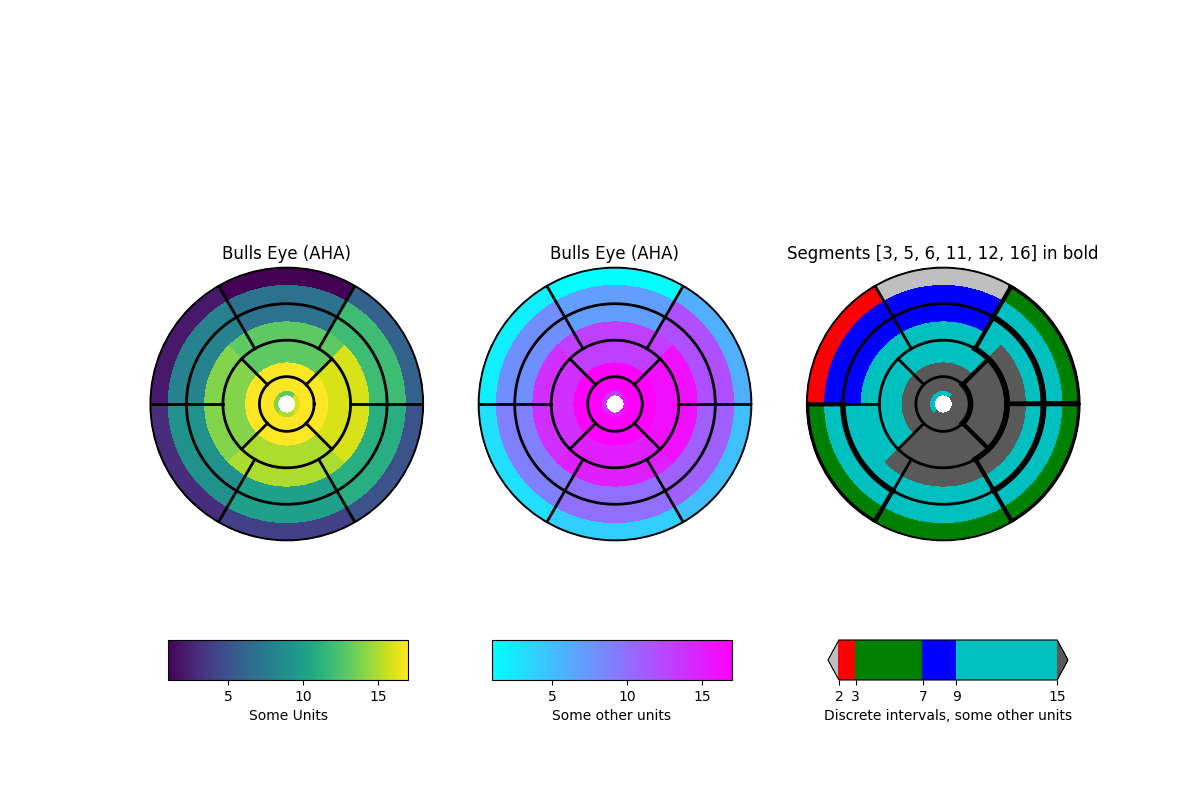 Bulls Eye (AHA)
Bulls Eye (AHA)
Segments [3, 5, 6, 11, 12, 16] in bold
5 10 15
Some Units
5 10 15
Some other units
2 3 7 9 15
Discrete intervals, some other units